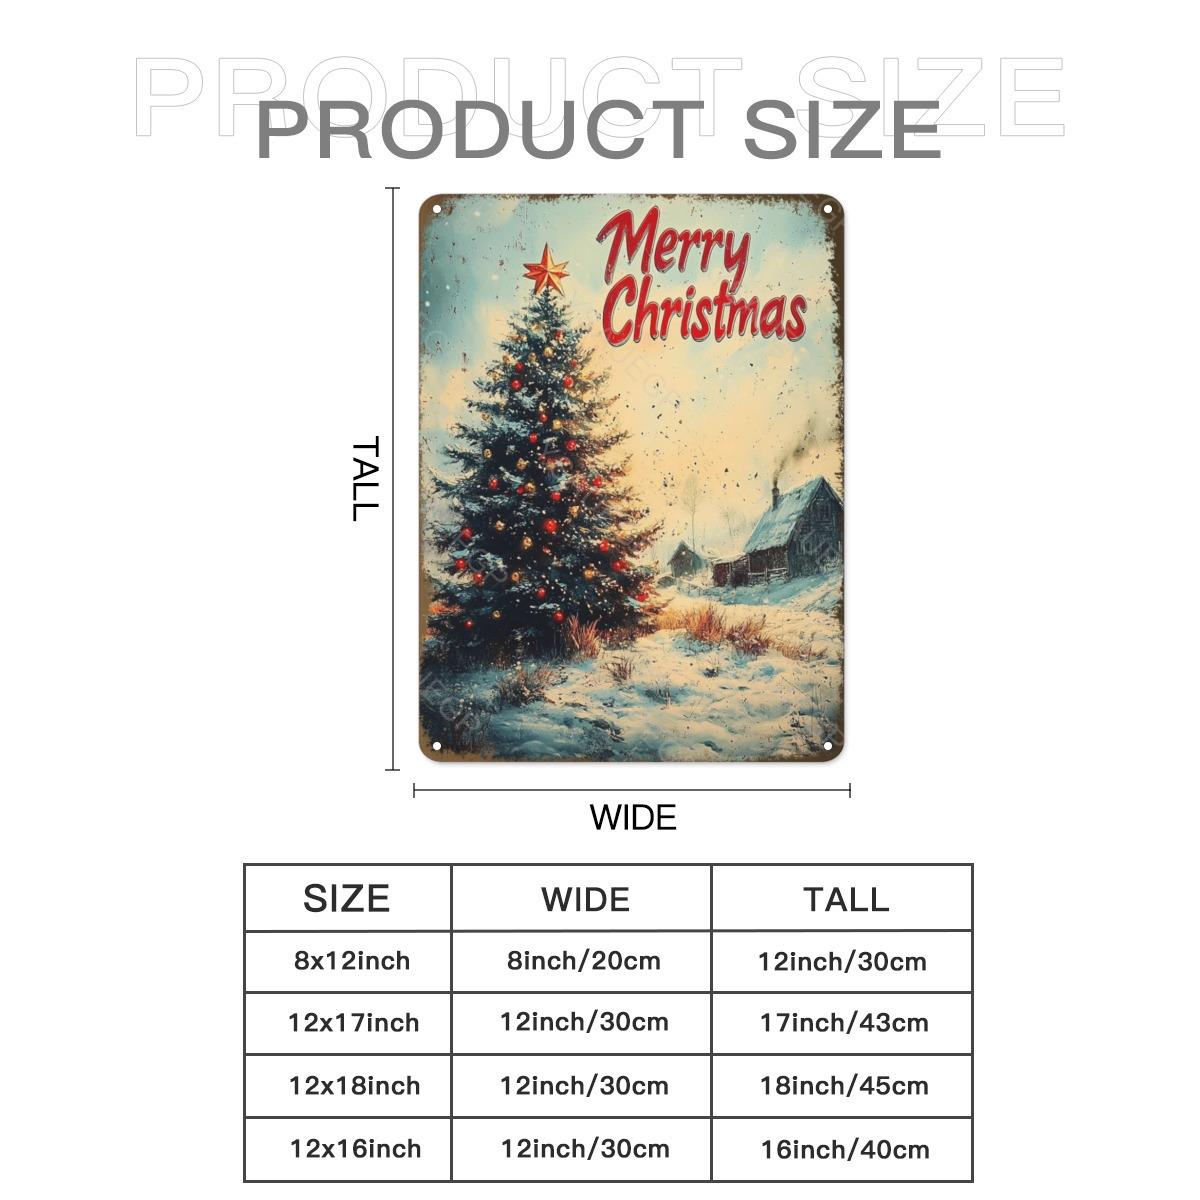 PRODUCT SIZE
PRODUCT SIZE
Merry
Christmas
TALL
WIDE
SIZE WIDE TALL
8x12inch 8inch/20cm 12inch/30cm
12x17inch 12inch/30cm 17inch/43cm
12x18inch 12inch/30cm 18inch/45cm
12x16inch 12inch/30cm 16inch/40cm